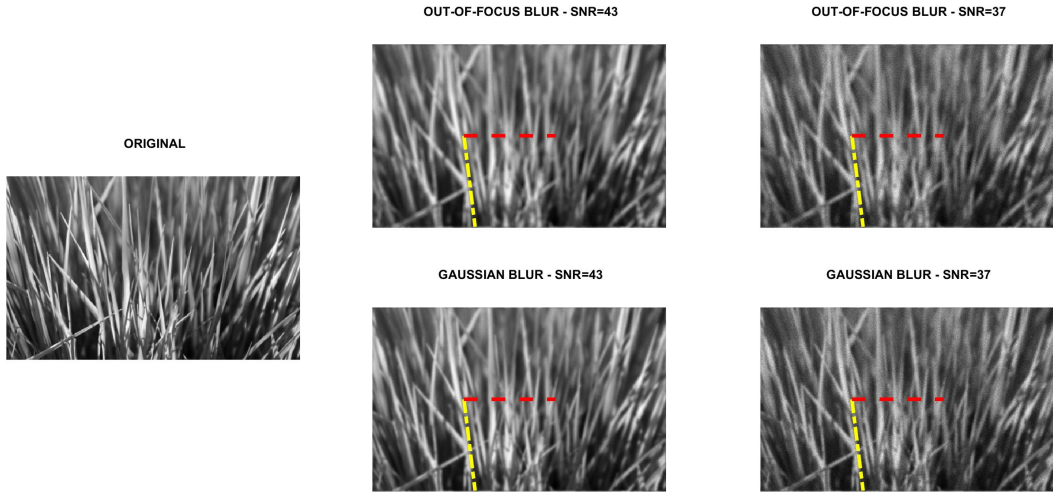 OUT-OF-FOCUS BLUR - SNR=43
OUT-OF-FOCUS BLUR - SNR=37
ORIGINAL
GAUSSIAN BLUR - SNR=43
GAUSSIAN BLUR - SNR=37